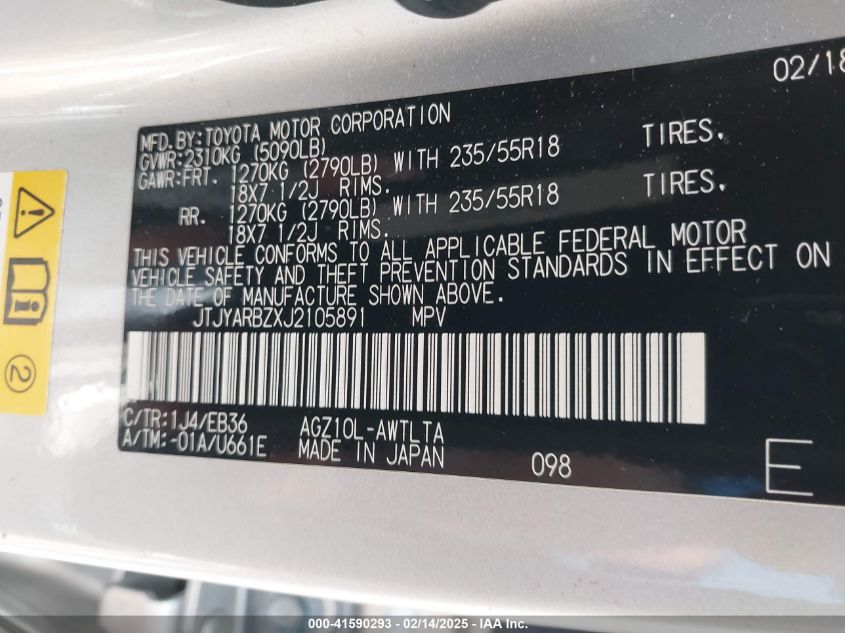 02/18
MFD.BY:TOYOTA MOTOR CORPORATION
GVWR:2310KG (5090LB)
GAWR:FRT. 1270KG (2790LB) WITH 235/55R18 TIRES.
18X7 1/2J RIMS.
RR. 1270KG (2790LB) WITH 235/55R18 TIRES.
18X7 1/2J RIMS.
THIS VEHICLE CONFORMS TO ALL APPLICABLE FEDERAL MOTOR
VEHICLE SAFETY AND THEFT PREVENTION STANDARDS IN EFFECT ON
THE DATE OF MANUFACTURE SHOWN ABOVE.
JTJYARBZXJ2105891 MPV
C/TR:1J4/EB36 AGZ10L-AWTLTA
A/TM:-01A/U661E MADE IN JAPAN 098
E
2
000-41590293 - 02/14/2025 - IAA Inc.